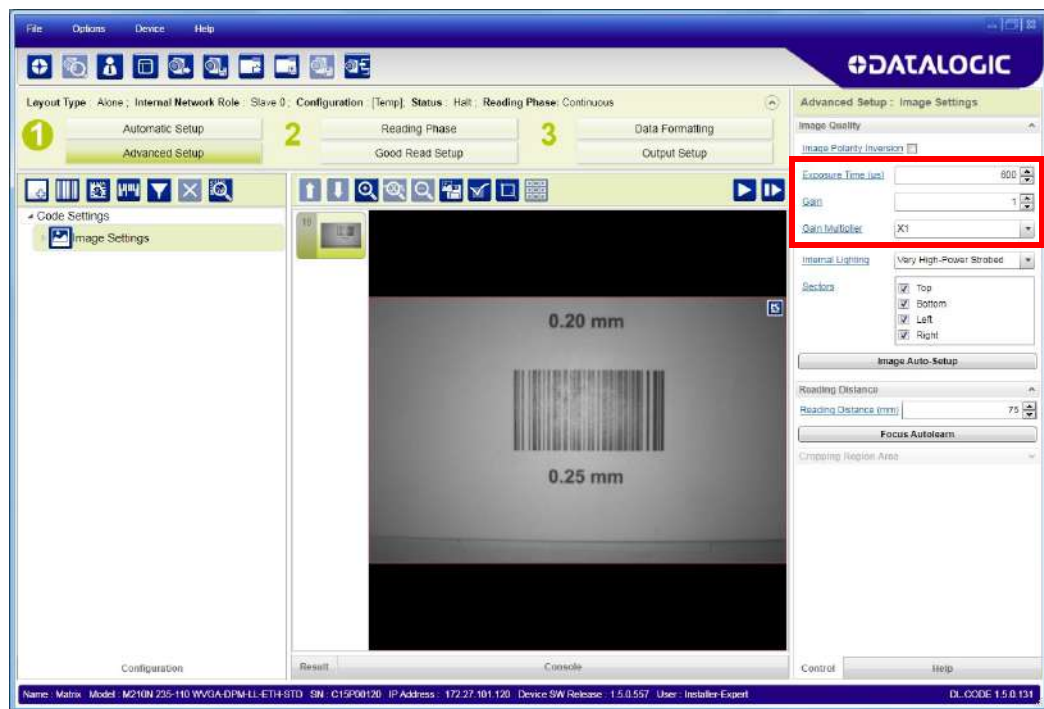 File Options Device Help
DATALOGIC
Layout Type : Alone ; Internal Network Role : Slave 0 ; Configuration : [Temp]; Status : Halt ; Reading Phase: Continuous
1 Automatic Setup 2 Reading Phase 3 Data Formatting
Advanced Setup Good Read Setup Output Setup
Code Settings
Image Settings
0.20 mm
0.25 mm
Configuration
Result Console
Advanced Setup : Image Settings
Image Quality
Image Polarity Inversion
Exposure Time (us) 600
Gain 1
Gain Multiplier X1
Internal Lighting Very High-Power Strobed
Sectors Top
Bottom
Left
Right
Image Auto-Setup
Reading Distance
Reading Distance (mm) 75
Focus Autolearn
Cropping Region Area
Control Help
Name : Matrix Model : M210N 235-110 WVGA-DPM-LL-ETH-STD SN : C15P00120 IP Address : 172.27.101.120 Device SW Release : 1.5.0.557 User : Installer-Expert DL.CODE 1.5.0.131